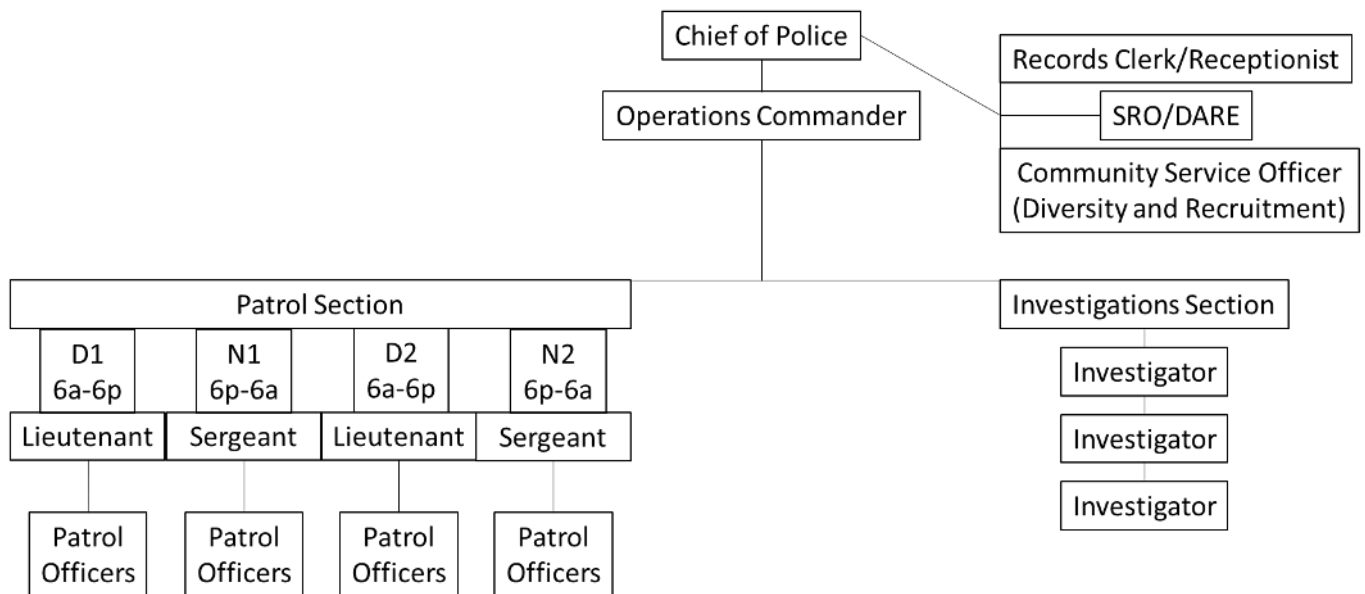 Chief of Police
Records Clerk/Receptionist
Operations Commander
SRO/DARE
Community Service Officer
(Diversity and Recruitment)
Patrol Section
Investigations Section
D1
6a-6p
N1
6p-6a
D2
6a-6p
N2
6p-6a
Lieutenant
Sergeant
Lieutenant
Sergeant
Investigator
Investigator
Investigator
Patrol
Officers
Patrol
Officers
Patrol
Officers
Patrol
Officers